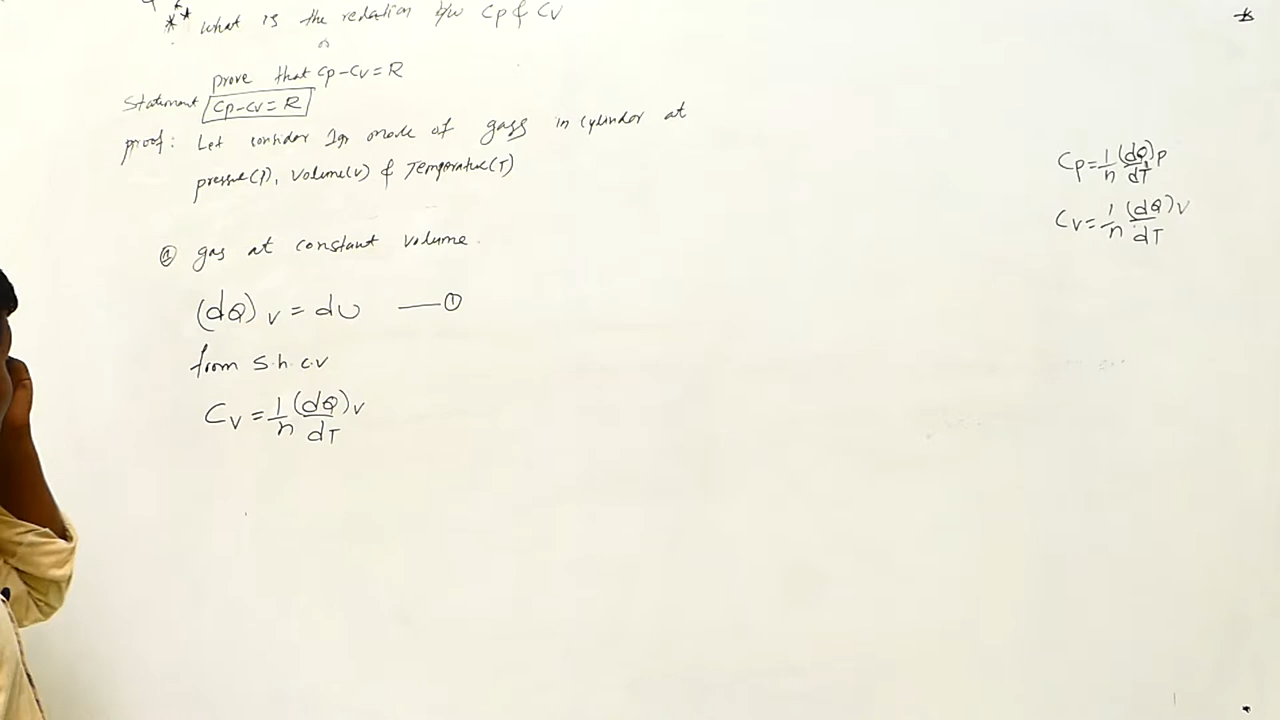 ** What is the relation b/w Cp & Cv
or
prove that Cp-Cv=R
Statement Cp-Cv=R
proof: Let consider 1gr mole of gass in cylinder at
pressure(P), Volume(V) & Temperature(T)
Cp=1/n (dQ/dT)P
Cv=1/n (dQ/dT)V
① gas at constant volume.
(dQ)v = dU —①
from S.h.c.v
Cv = 1/n (dQ/dT)v